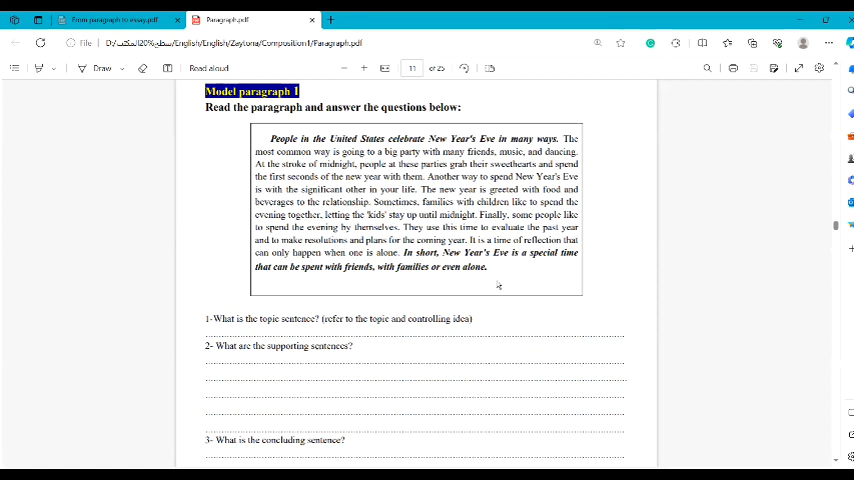 From paragraph to essay.pdf
Paragraph.pdf
File
D:/سطح%20المكتب/English/English/Zaytona/Composition1/Paragraph.pdf
Draw
Read aloud
11 of 25
Model paragraph 1
Read the paragraph and answer the questions below:
People in the United States celebrate New Year's Eve in many ways. The
most common way is going to a big party with many friends, music, and dancing.
At the stroke of midnight, people at these parties grab their sweethearts and spend
the first seconds of the new year with them. Another way to spend New Year's Eve
is with the significant other in your life. The new year is greeted with food and
beverages to the relationship. Sometimes, families with children like to spend the
evening together, letting the 'kids' stay up until midnight. Finally, some people like
to spend the evening by themselves. They use this time to evaluate the past year
and to make resolutions and plans for the coming year. It is a time of reflection that
can only happen when one is alone. In short, New Year's Eve is a special time
that can be spent with friends, with families or even alone.
1-What is the topic sentence? (refer to the topic and controlling idea)
2- What are the supporting sentences?
3- What is the concluding sentence?